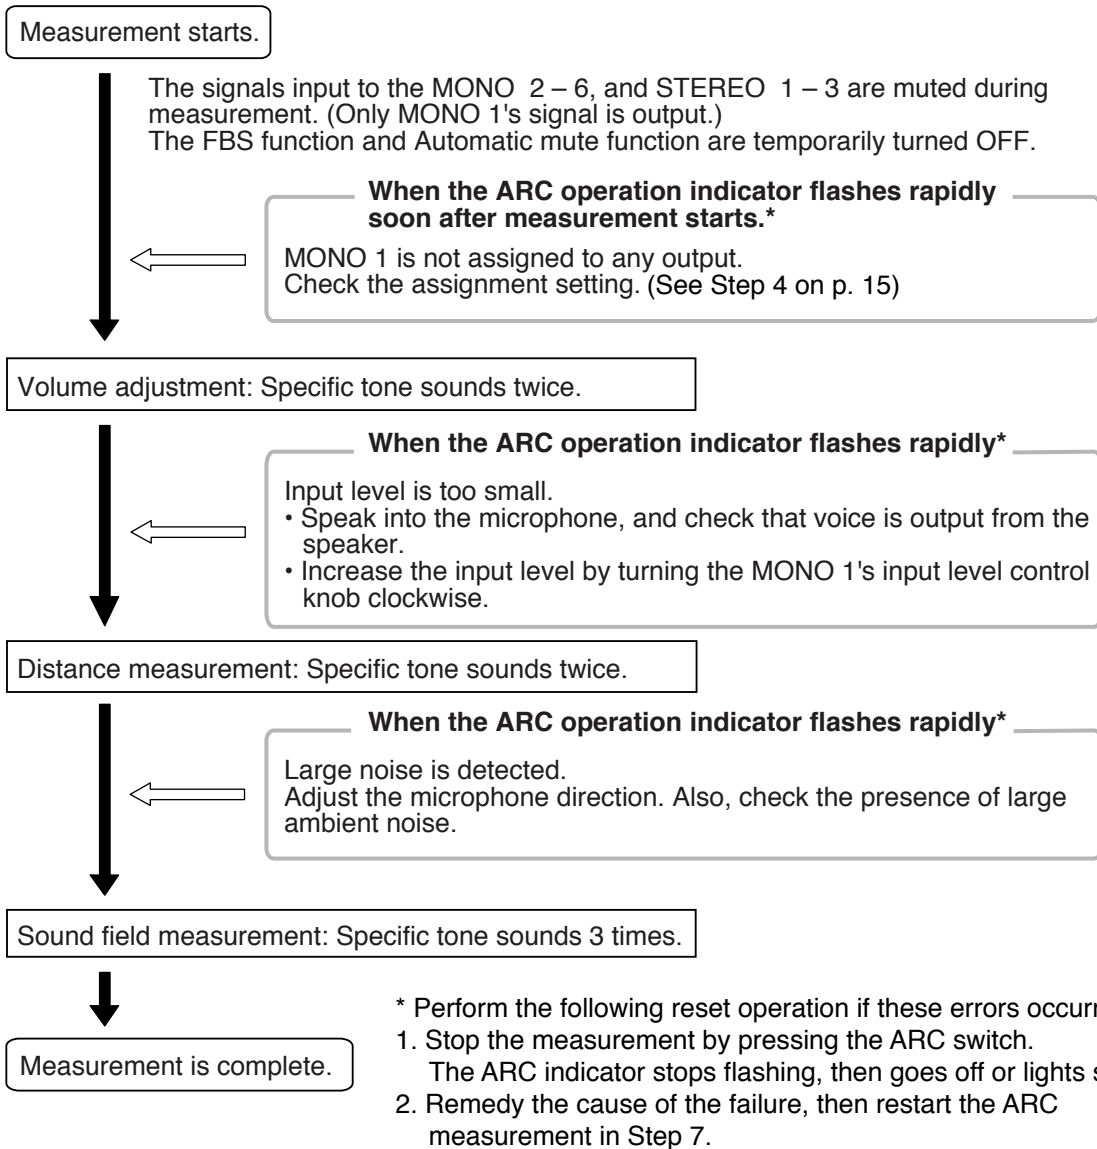 Measurement starts.
The signals input to the MONO 2 – 6, and STEREO 1 – 3 are muted during
measurement. (Only MONO 1's signal is output.)
The FBS function and Automatic mute function are temporarily turned OFF.
When the ARC operation indicator flashes rapidly
soon after measurement starts.*
MONO 1 is not assigned to any output.
Check the assignment setting. (See Step 4 on p. 15)
Volume adjustment: Specific tone sounds twice.
When the ARC operation indicator flashes rapidly*
Input level is too small.
• Speak into the microphone, and check that voice is output from the
speaker.
• Increase the input level by turning the MONO 1's input level control
knob clockwise.
Distance measurement: Specific tone sounds twice.
When the ARC operation indicator flashes rapidly*
Large noise is detected.
Adjust the microphone direction. Also, check the presence of large
ambient noise.
Sound field measurement: Specific tone sounds 3 times.
Measurement is complete.
* Perform the following reset operation if these errors
1. Stop the measurement by pressing the ARC switch.
The ARC indicator stops flashing, then goes off or lights
2. Remedy the cause of the failure, then restart the ARC
measurement in Step 7.